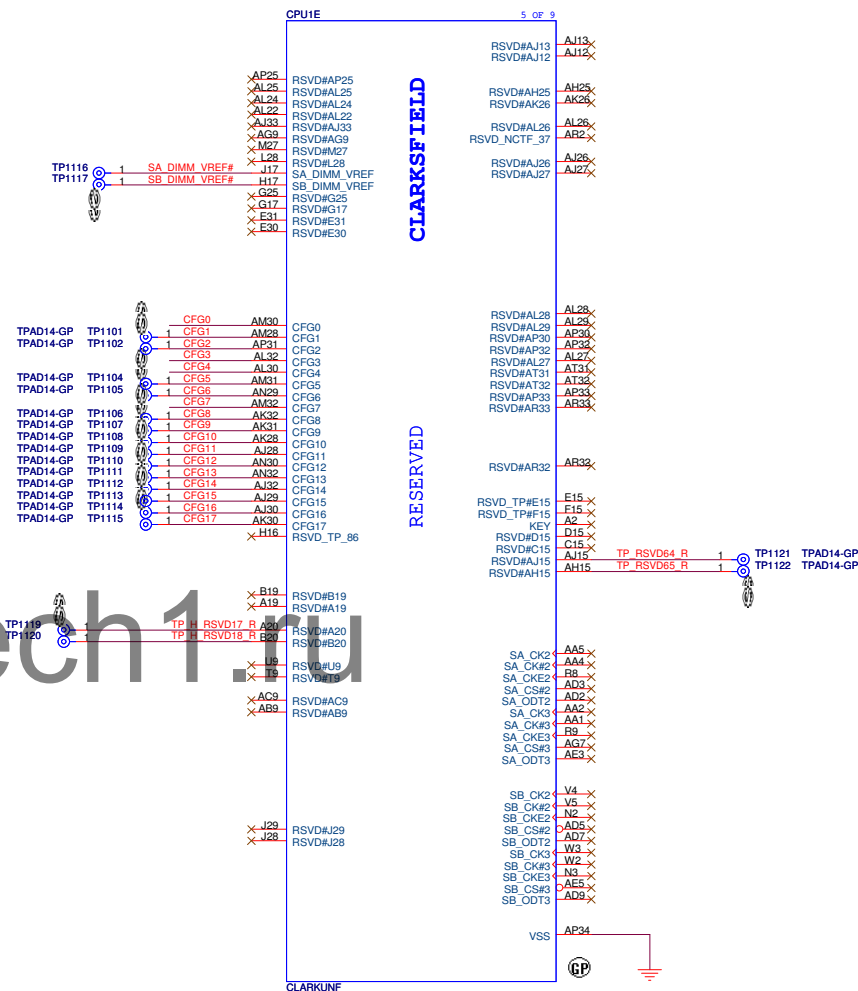 CPU1E 5 OF 9
CLARKSFIELD
RESERVED
AP25 RSVD#AP25
AL25 RSVD#AL25
AL24 RSVD#AL24
AL22 RSVD#AL22
AJ33 RSVD#AJ33
AG9 RSVD#AG9
M27 RSVD#M27
L28 RSVD#L28
TP1116 1 SA_DIMM_VREF# J17 SA_DIMM_VREF
TP1117 1 SB_DIMM_VREF# H17 SB_DIMM_VREF
G25 RSVD#G25
G17 RSVD#G17
E31 RSVD#E31
E30 RSVD#E30
CFG0 AM30 CFG0
TPAD14-GP TP1101 1 CFG1 AM28 CFG1
TPAD14-GP TP1102 1 CFG2 AP31 CFG2
CFG3 AL32 CFG3
CFG4 AL30 CFG4
TPAD14-GP TP1104 1 CFG5 AM31 CFG5
TPAD14-GP TP1105 1 CFG6 AN29 CFG6
CFG7 AM32 CFG7
TPAD14-GP TP1106 1 CFG8 AK32 CFG8
TPAD14-GP TP1107 1 CFG9 AK31 CFG9
TPAD14-GP TP1108 1 CFG10 AK28 CFG10
TPAD14-GP TP1109 1 CFG11 AJ28 CFG11
TPAD14-GP TP1110 1 CFG12 AN30 CFG12
TPAD14-GP TP1111 1 CFG13 AN32 CFG13
TPAD14-GP TP1112 1 CFG14 AJ32 CFG14
TPAD14-GP TP1113 1 CFG15 AJ29 CFG15
TPAD14-GP TP1114 1 CFG16 AJ30 CFG16
TPAD14-GP TP1115 1 CFG17 AK30 CFG17
H16 RSVD_TP_86
B19 RSVD#B19
A19 RSVD#A19
TP1119 1 TP_H_RSVD17_R A20 RSVD#A20
TP1120 1 TP_H_RSVD18_R B20 RSVD#B20
U9 RSVD#U9
T9 RSVD#T9
AC9 RSVD#AC9
AB9 RSVD#AB9
J29 RSVD#J29
J28 RSVD#J28
RSVD#AJ13 AJ13
RSVD#AJ12 AJ12
RSVD#AH25 AH25
RSVD#AK26 AK26
RSVD#AL26 AL26
RSVD_NCTF_37 AR2
RSVD#AJ26 AJ26
RSVD#AJ27 AJ27
RSVD#AL28 AL28
RSVD#AL29 AL29
RSVD#AP30 AP30
RSVD#AP32 AP32
RSVD#AL27 AL27
RSVD#AT31 AT31
RSVD#AT32 AT32
RSVD#AP33 AP33
RSVD#AR33 AR33
RSVD#AR32 AR32
RSVD_TP#E15 E15
RSVD_TP#F15 F15
KEY A2
RSVD#D15 D15
RSVD#C15 C15
RSVD#AJ15 AJ15 TP_RSVD64_R 1 TP1121 TPAD14-GP
RSVD#AH15 AH15 TP_RSVD65_R 1 TP1122 TPAD14-GP
SA_CK2 AA5
SA_CK#2 AA4
SA_CKE2 R8
SA_CS#2 AD3
SA_ODT2 AD2
SA_CK3 AA2
SA_CK#3 AA1
SA_CKE3 R9
SA_CS#3 AG7
SA_ODT3 AE3
SB_CK2 V4
SB_CK#2 V5
SB_CKE2 N2
SB_CS#2 AD5
SB_ODT2 AD7
SB_CK3 W3
SB_CK#3 W2
SB_CKE3 N3
SB_CS#3 AE5
SB_ODT3 AD9
VSS AP34
GP
CLARKUNF
ech1.ru